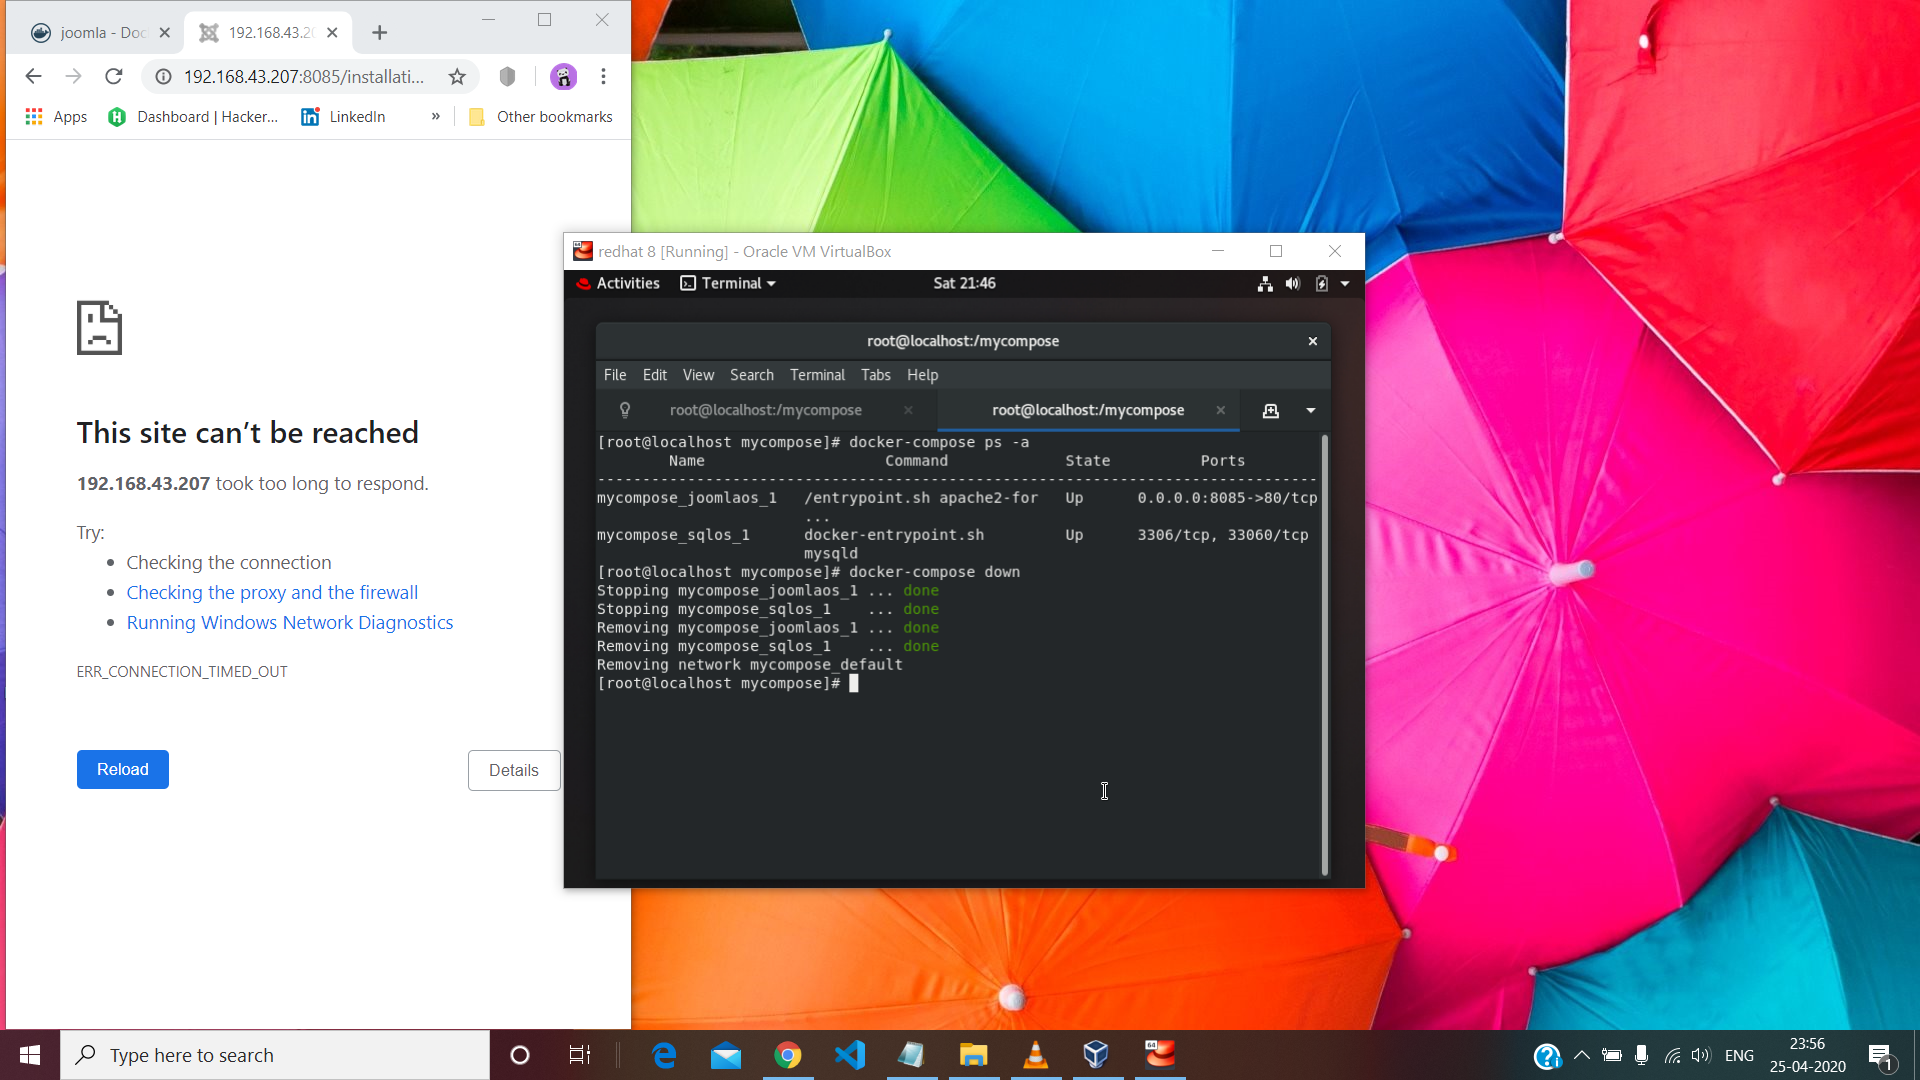 joomla - Doc
192.168.43.20
192.168.43.207:8085/installati...
Apps
Dashboard | Hacker...
LinkedIn
»
Other bookmarks
This site can’t be reached
192.168.43.207 took too long to respond.
Try:
• Checking the connection
• Checking the proxy and the firewall
• Running Windows Network Diagnostics
ERR_CONNECTION_TIMED_OUT
Reload
Details
redhat 8 [Running] - Oracle VM VirtualBox
Activities
Terminal
Sat 21:46
root@localhost:/mycompose
File Edit View Search Terminal Tabs Help
root@localhost:/mycompose
root@localhost:/mycompose
[root@localhost mycompose]# docker-compose ps -a
Name Command State Ports
--------------------------------------------------------------------------------
mycompose_joomlaos_1 /entrypoint.sh apache2-for Up 0.0.0.0:8085->80/tcp
...
mycompose_sqlos_1 docker-entrypoint.sh Up 3306/tcp, 33060/tcp
mysqld
[root@localhost mycompose]# docker-compose down
Stopping mycompose_joomlaos_1 ... done
Stopping mycompose_sqlos_1 ... done
Removing mycompose_joomlaos_1 ... done
Removing mycompose_sqlos_1 ... done
Removing network mycompose_default
[root@localhost mycompose]#
Type here to search
64
ENG
23:56
25-04-2020
1